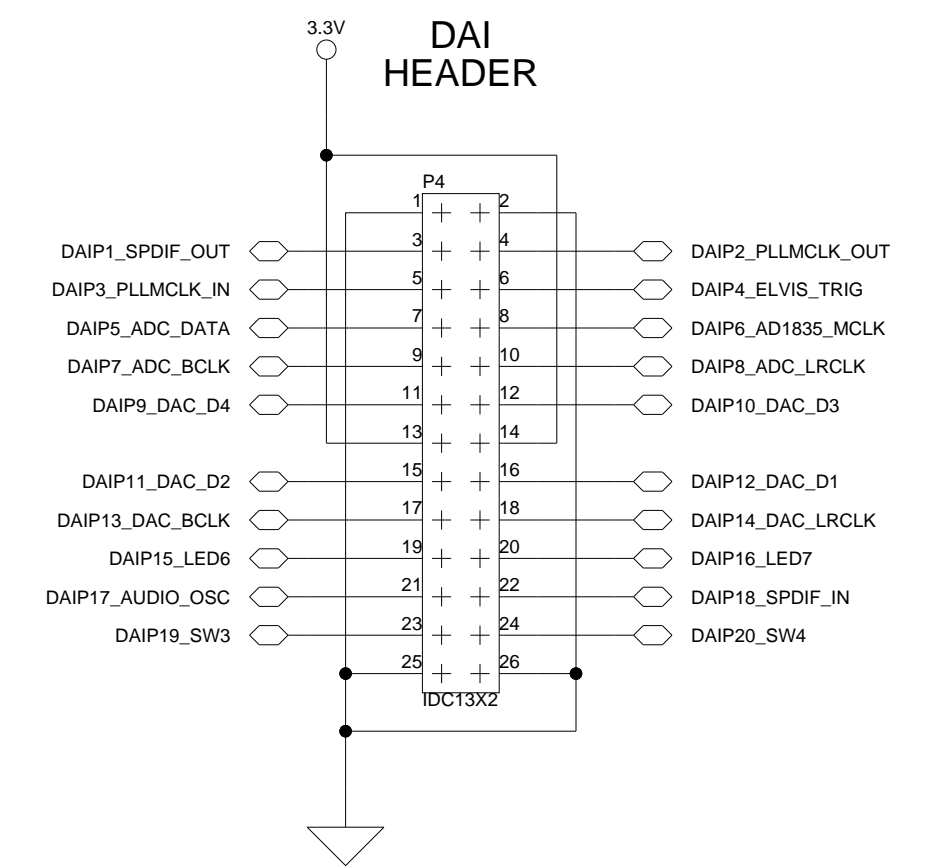 3.3V
DAI
HEADER
P4
1 2
DAIP1_SPDIF_OUT 3 4 DAIP2_PLLMCLK_OUT
DAIP3_PLLMCLK_IN 5 6 DAIP4_ELVIS_TRIG
DAIP5_ADC_DATA 7 8 DAIP6_AD1835_MCLK
DAIP7_ADC_BCLK 9 10 DAIP8_ADC_LRCLK
DAIP9_DAC_D4 11 12 DAIP10_DAC_D3
13 14
DAIP11_DAC_D2 15 16 DAIP12_DAC_D1
DAIP13_DAC_BCLK 17 18 DAIP14_DAC_LRCLK
DAIP15_LED6 19 20 DAIP16_LED7
DAIP17_AUDIO_OSC 21 22 DAIP18_SPDIF_IN
DAIP19_SW3 23 24 DAIP20_SW4
25 26
IDC13X2